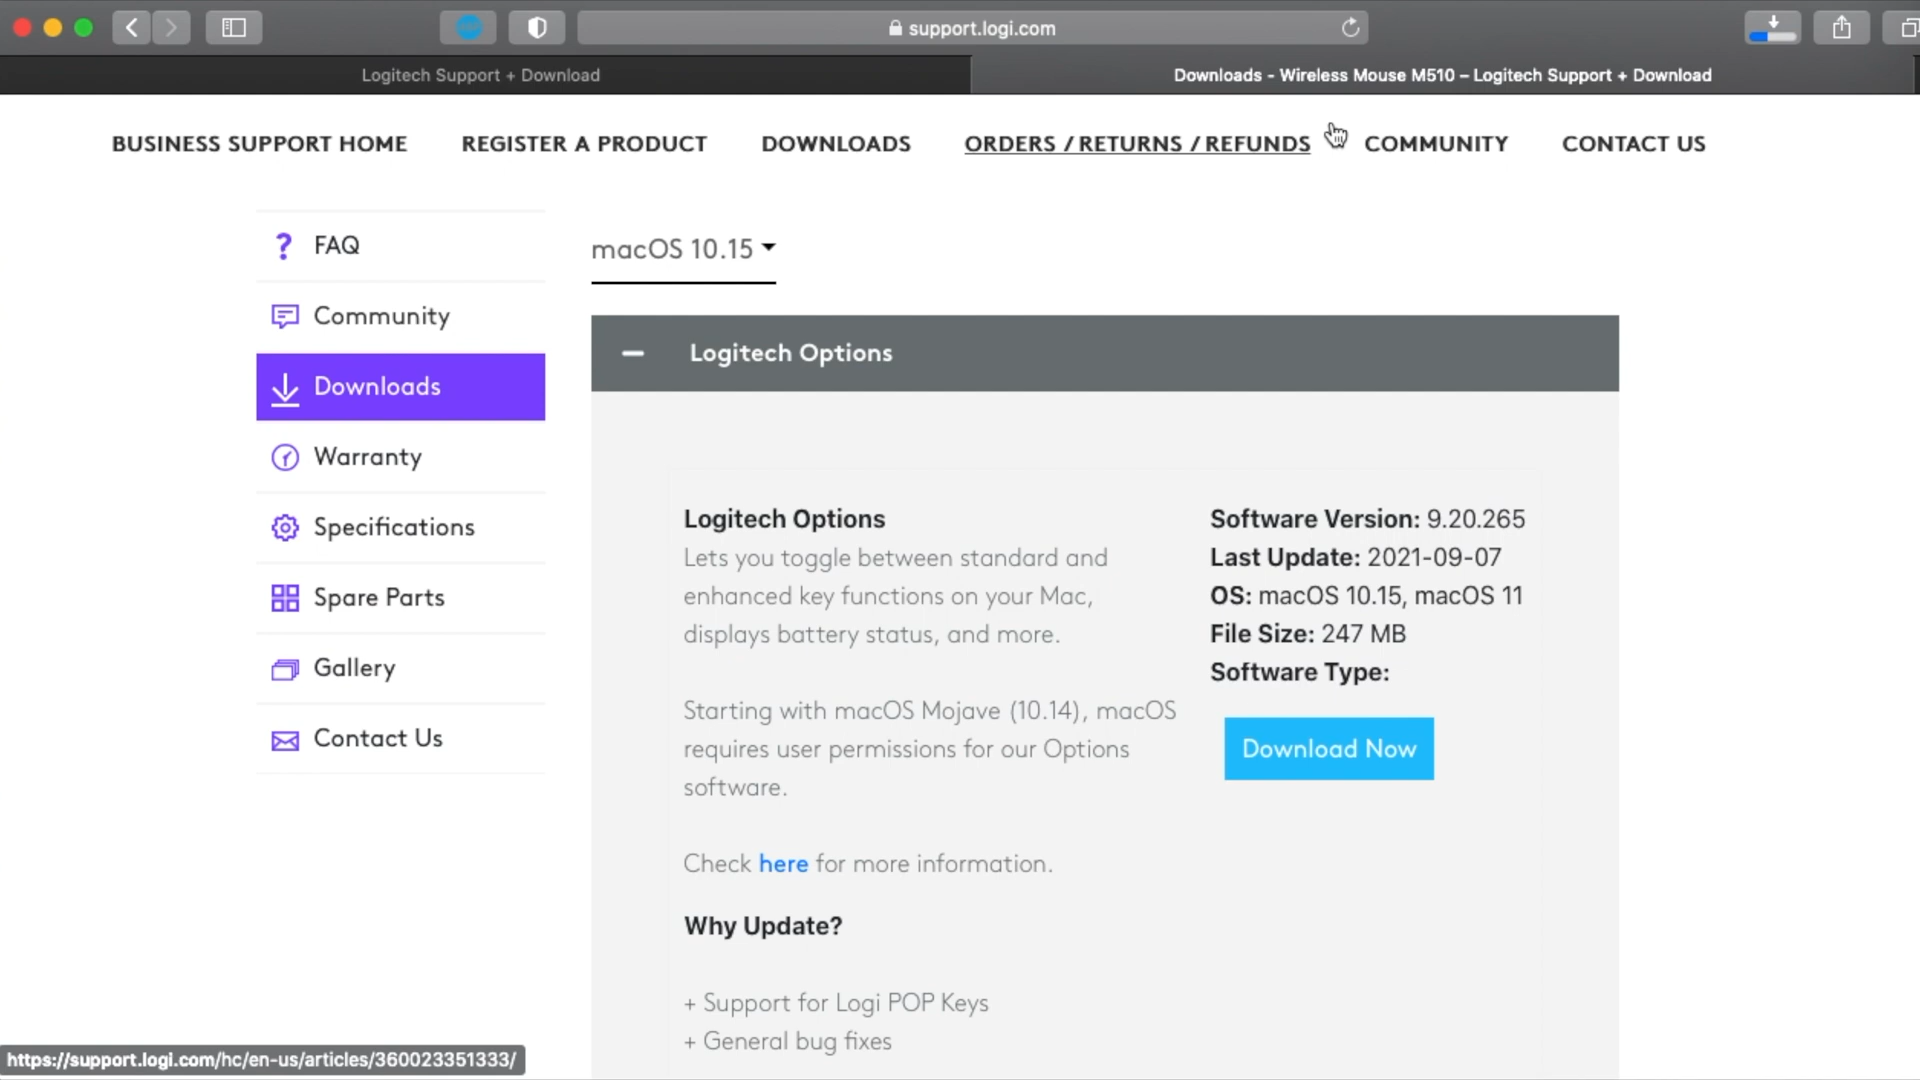 support.logi.com
Logitech Support + Download
Downloads - Wireless Mouse M510 – Logitech Support + Download
BUSINESS SUPPORT HOME
REGISTER A PRODUCT
DOWNLOADS
ORDERS / RETURNS / REFUNDS
COMMUNITY
CONTACT US
FAQ
Community
Downloads
Warranty
Specifications
Spare Parts
Gallery
Contact Us
macOS 10.15
Logitech Options
Logitech Options
Lets you toggle between standard and
enhanced key functions on your Mac,
displays battery status, and more.
Starting with macOS Mojave (10.14), macOS
requires user permissions for our Options
software.
Check here for more information.
Why Update?
+ Support for Logi POP Keys
+ General bug fixes
Software Version: 9.20.265
Last Update: 2021-09-07
OS: macOS 10.15, macOS 11
File Size: 247 MB
Software Type:
Download Now
https://support.logi.com/hc/en-us/articles/360023351333/